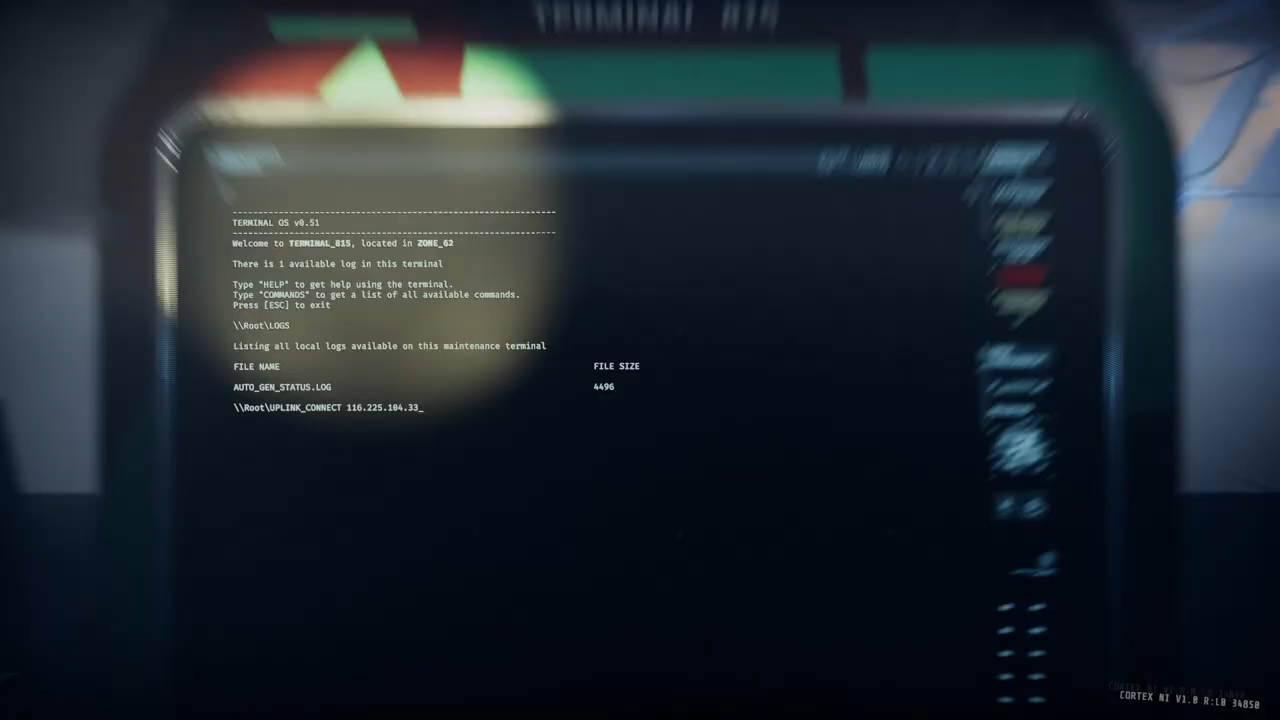 TERMINAL 815
--------------------------------------------------------------
TERMINAL OS v0.51
--------------------------------------------------------------
Welcome to TERMINAL_815, located in ZONE_62
There is 1 available log in this terminal
Type "HELP" to get help using the terminal.
Type "COMMANDS" to get a list of all available commands.
Press [ESC] to exit
\\Root\LOGS
Listing all local logs available on this maintenance terminal
FILE NAME FILE SIZE
AUTO_GEN_STATUS.LOG 4496
\\Root\UPLINK_CONNECT 116.225.104.33_
CORTEX NI V1.0 R:L0 34850